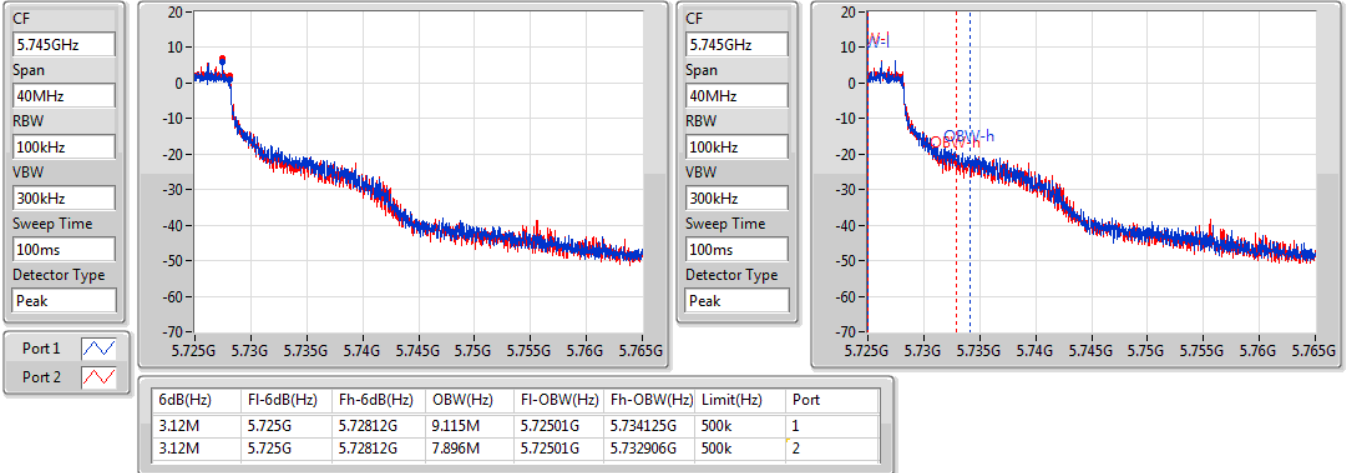 CF
5.745GHz
Span
40MHz
RBW
100kHz
VBW
300kHz
Sweep Time
100ms
Detector Type
Peak
Port 1
Port 2
20
10
0
-10
-20
-30
-40
-50
-60
-70
5.725G 5.73G 5.735G 5.74G 5.745G 5.75G 5.755G 5.76G 5.765G
CF
5.745GHz
Span
40MHz
RBW
100kHz
VBW
300kHz
Sweep Time
100ms
Detector Type
Peak
20
10
0
-10
-20
-30
-40
-50
-60
-70
W-l
OBW-h
OBW-h
5.725G 5.73G 5.735G 5.74G 5.745G 5.75G 5.755G 5.76G 5.765G
6dB(Hz) Fl-6dB(Hz) Fh-6dB(Hz) OBW(Hz) Fl-OBW(Hz) Fh-OBW(Hz) Limit(Hz) Port
3.12M 5.725G 5.72812G 9.115M 5.72501G 5.734125G 500k 1
3.12M 5.725G 5.72812G 7.896M 5.72501G 5.732906G 500k 2